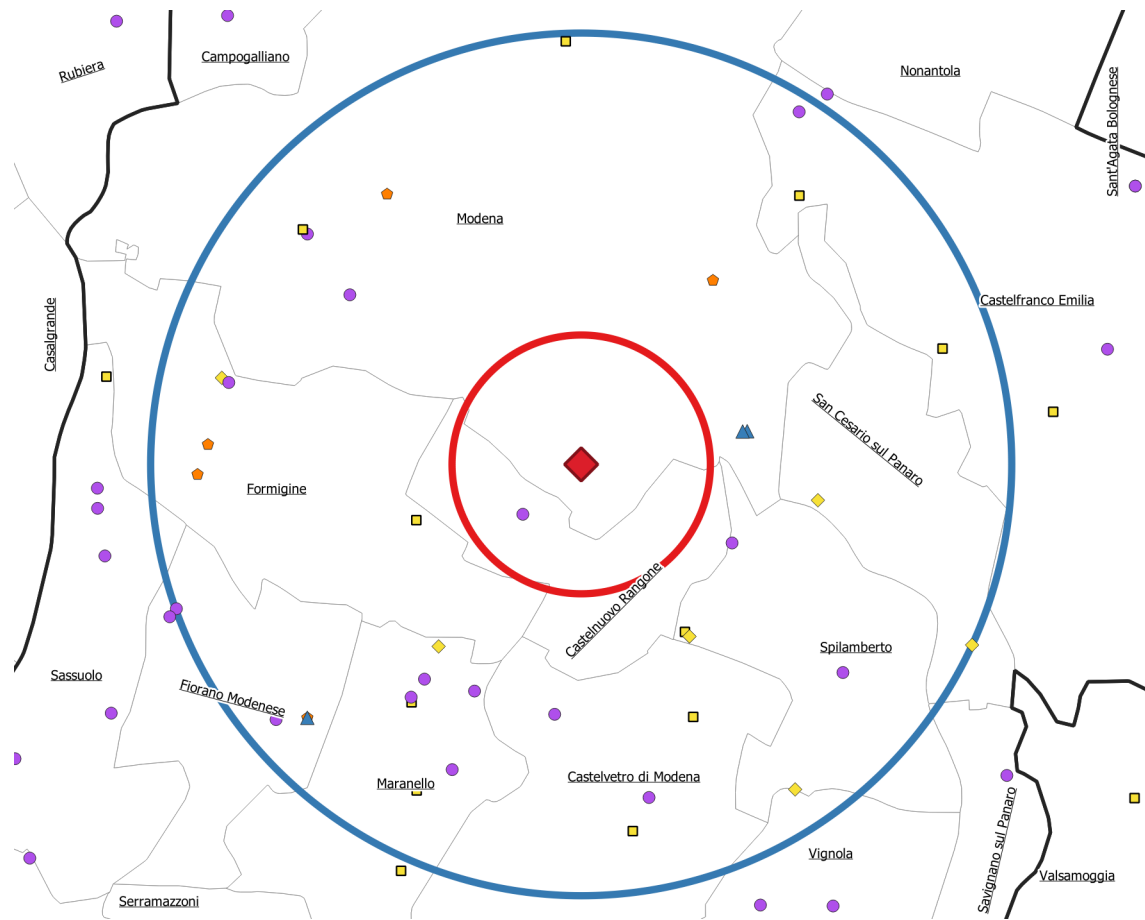 Campogalliano
Rubiera
Nonantola
Sant'Agata Bolognese
Modena
Castelfranco Emilia
Casalgrande
San Cesario sul Panaro
Formigine
Castelnuovo Rangone
Spilamberto
Sassuolo
Fiorano Modenese
Castelvetro di Modena
Maranello
Savignano sul Panaro
Vignola
Valsamoggia
Serramazzoni